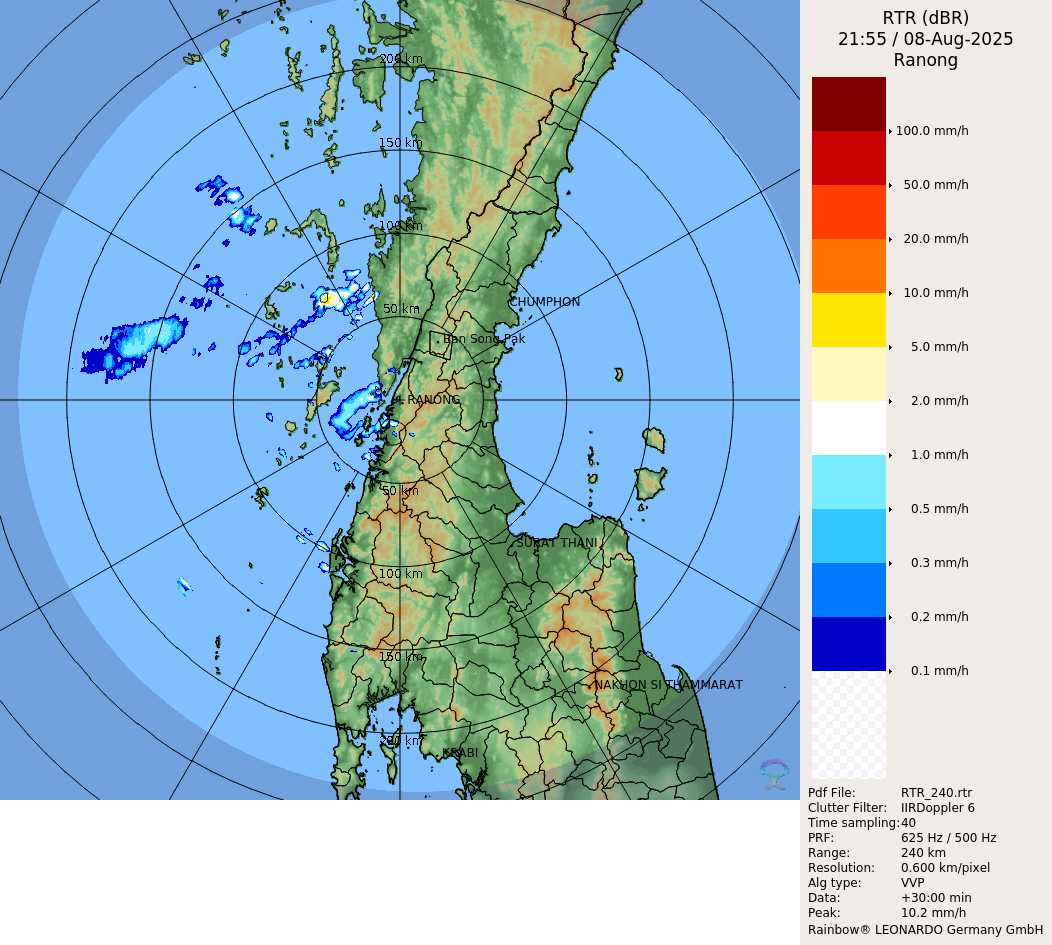 200 km
150 km
100 km
50 km
CHUMPHON
Ban Song Pak
RANONG
50 km
SURAT THANI
100 km
150 km
NAKHON SI THAMMARAT
200 km
KRABI
RTR (dBR)
21:55 / 08-Aug-2025
Ranong
100.0 mm/h
50.0 mm/h
20.0 mm/h
10.0 mm/h
5.0 mm/h
2.0 mm/h
1.0 mm/h
0.5 mm/h
0.3 mm/h
0.2 mm/h
0.1 mm/h
Pdf File: RTR_240.rtr
Clutter Filter: IIRDoppler 6
Time sampling:40
PRF: 625 Hz / 500 Hz
Range: 240 km
Resolution: 0.600 km/pixel
Alg type: VVP
Data: +30:00 min
Peak: 10.2 mm/h
Rainbow® LEONARDO Germany GmbH